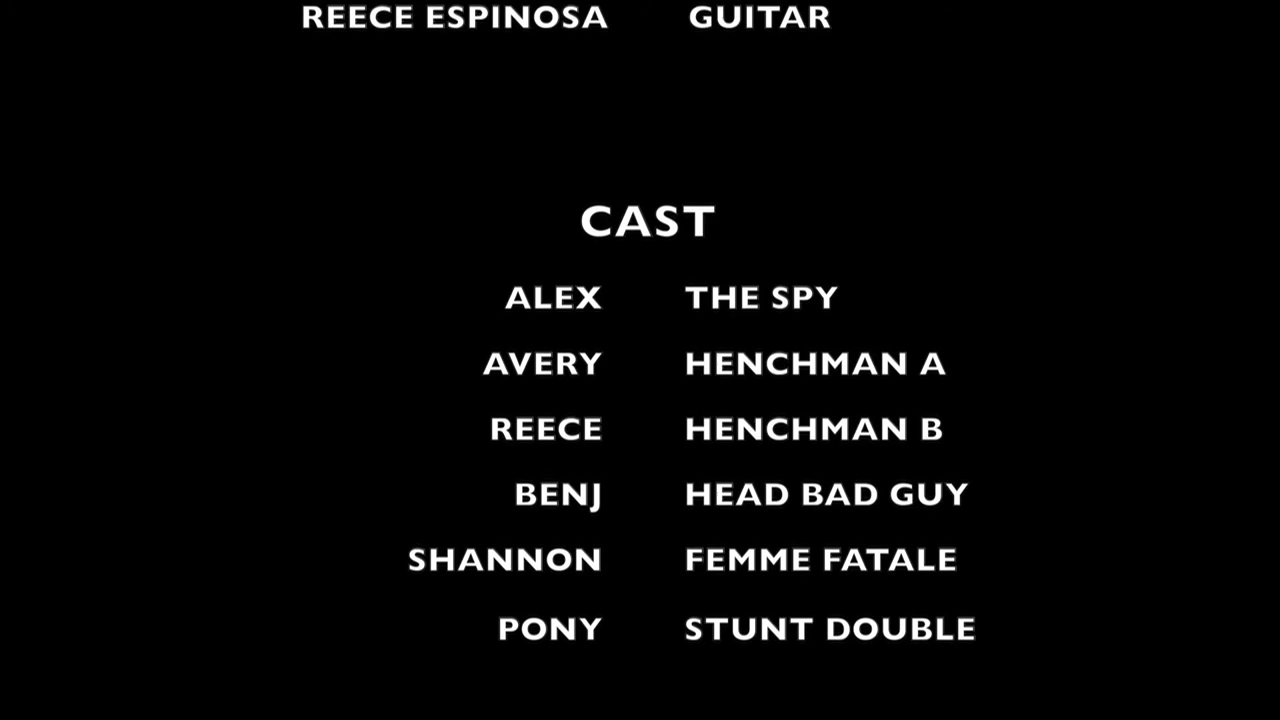 REECE ESPINOSA GUITAR
CAST
ALEX THE SPY
AVERY HENCHMAN A
REECE HENCHMAN B
BENJ HEAD BAD GUY
SHANNON FEMME FATALE
PONY STUNT DOUBLE